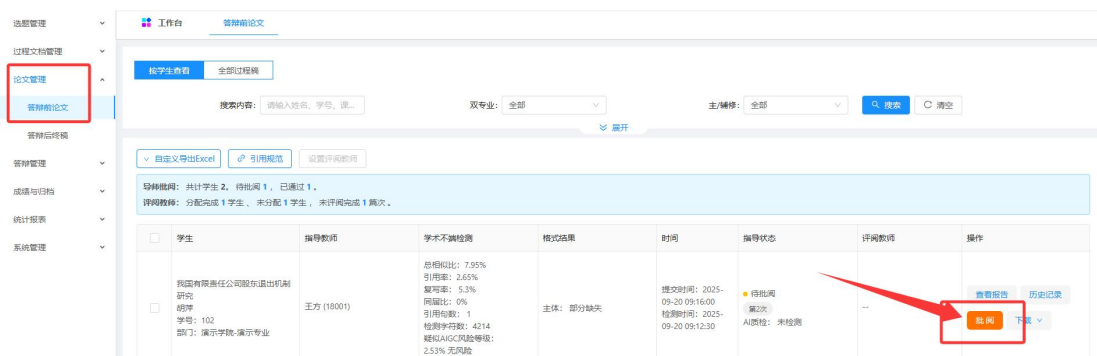 选题管理
工作台
答辩前论文
过程文档管理
论文管理
答辩前论文
答辩后终稿
答辩管理
成绩与归档
统计报表
系统管理
按学生查看
全部过程稿
搜索内容： 请输入姓名、学号、课...
双专业： 全部
主/辅修： 全部
搜索
清空
展开
自定义导出Excel
引用规范
设置评阅教师
导师批阅： 共计学生 2， 待批阅 1 ， 已通过 1 。
评阅教师： 分配完成 1 学生 、 未分配 1 学生 ， 未评阅完成 1 篇次 。
学生
指导教师
学术不端检测
格式结果
时间
指导状态
评阅教师
操作
我国有限责任公司股东退出机制
研究
胡萍
学号：102
部门：演示学院-演示专业
王方 (18001)
总相似比：7.95%
引用率：2.65%
复写率： 5.3%
同届比：0%
引用句数： 1
检测字符数：4214
疑似AIGC风险等级：
2.53% 无风险
主体： 部分缺失
提交时间：2025-
09-20 09:16:00
检测时间：2025-
09-20 09:12:30
待批阅
第2次
AI质检： 未检测
--
查看报告
历史记录
批 阅
下载